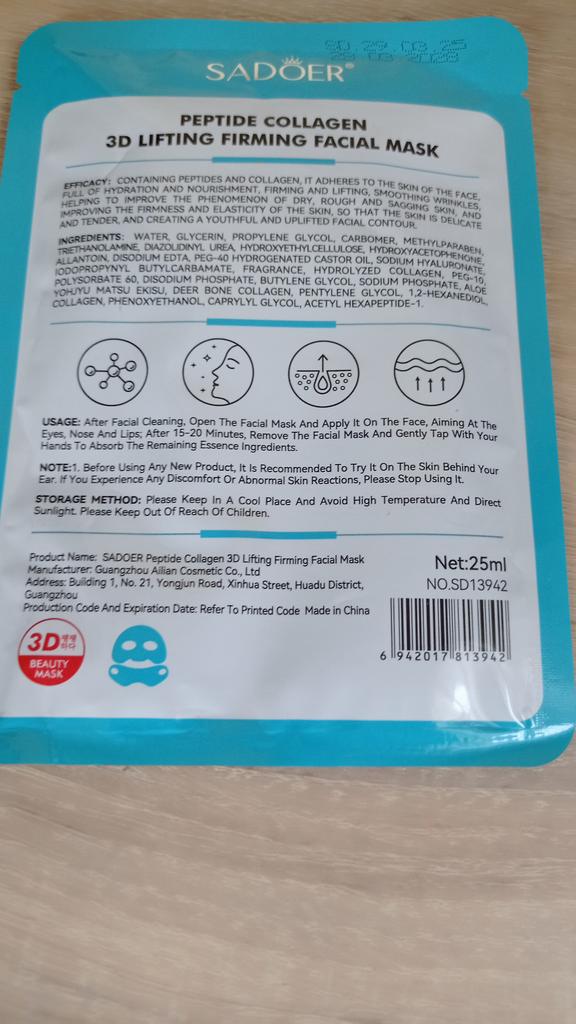 SD 29.03.25
28.03.2028
SADOER®
PEPTIDE COLLAGEN
3D LIFTING FIRMING FACIAL MASK
EFFICACY: CONTAINING PEPTIDES AND COLLAGEN, IT ADHERES TO THE SKIN OF THE FACE,
FULL OF HYDRATION AND NOURISHMENT, FIRMING AND LIFTING, SMOOTHING WRINKLES,
HELPING TO IMPROVE THE PHENOMENON OF DRY, ROUGH AND SAGGING SKIN, AND
IMPROVING THE FIRMNESS AND ELASTICITY OF THE SKIN, SO THAT THE SKIN IS DELICATE
AND TENDER, AND CREATING A YOUTHFUL AND UPLIFTED FACIAL CONTOUR.
INGREDIENTS: WATER, GLYCERIN, PROPYLENE GLYCOL, CARBOMER, METHYLPARABEN,
TRIETHANOLAMINE, DIAZOLIDINYL UREA, HYDROXYETHYLCELLULOSE, HYDROXYACETOPHENONE,
ALLANTOIN, DISODIUM EDTA, PEG-40 HYDROGENATED CASTOR OIL, SODIUM HYALURONATE,
IODOPROPYNYL BUTYLCARBAMATE, FRAGRANCE, HYDROLYZED COLLAGEN, PEG-10,
POLYSORBATE 60, DISODIUM PHOSPHATE, BUTYLENE GLYCOL, SODIUM PHOSPHATE, ALOE
YOHJYU MATSU EKISU, DEER BONE COLLAGEN, PENTYLENE GLYCOL, 1,2-HEXANEDIOL,
COLLAGEN, PHENOXYETHANOL, CAPRYLYL GLYCOL, ACETYL HEXAPEPTIDE-1.
USAGE: After Facial Cleaning, Open The Facial Mask And Apply It On The Face, Aiming At The
Eyes, Nose And Lips; After 15-20 Minutes, Remove The Facial Mask And Gently Tap With Your
Hands To Absorb The Remaining Essence Ingredients.
NOTE:1. Before Using Any New Product, It Is Recommended To Try It On The Skin Behind Your
Ear. If You Experience Any Discomfort Or Abnormal Skin Reactions, Please Stop Using It.
STORAGE METHOD: Please Keep In A Cool Place And Avoid High Temperature And Direct
Sunlight. Please Keep Out Of Reach Of Children.
Product Name: SADOER Peptide Collagen 3D Lifting Firming Facial Mask
Manufacturer: Guangzhou Ailian Cosmetic Co., Ltd
Address: Building 1, No. 21, Yongjun Road, Xinhua Street, Huadu District,
Guangzhou
Production Code And Expiration Date: Refer To Printed Code Made in China
Net:25ml
NO.SD13942
6 942017 813942
3D
BEAUTY
MASK